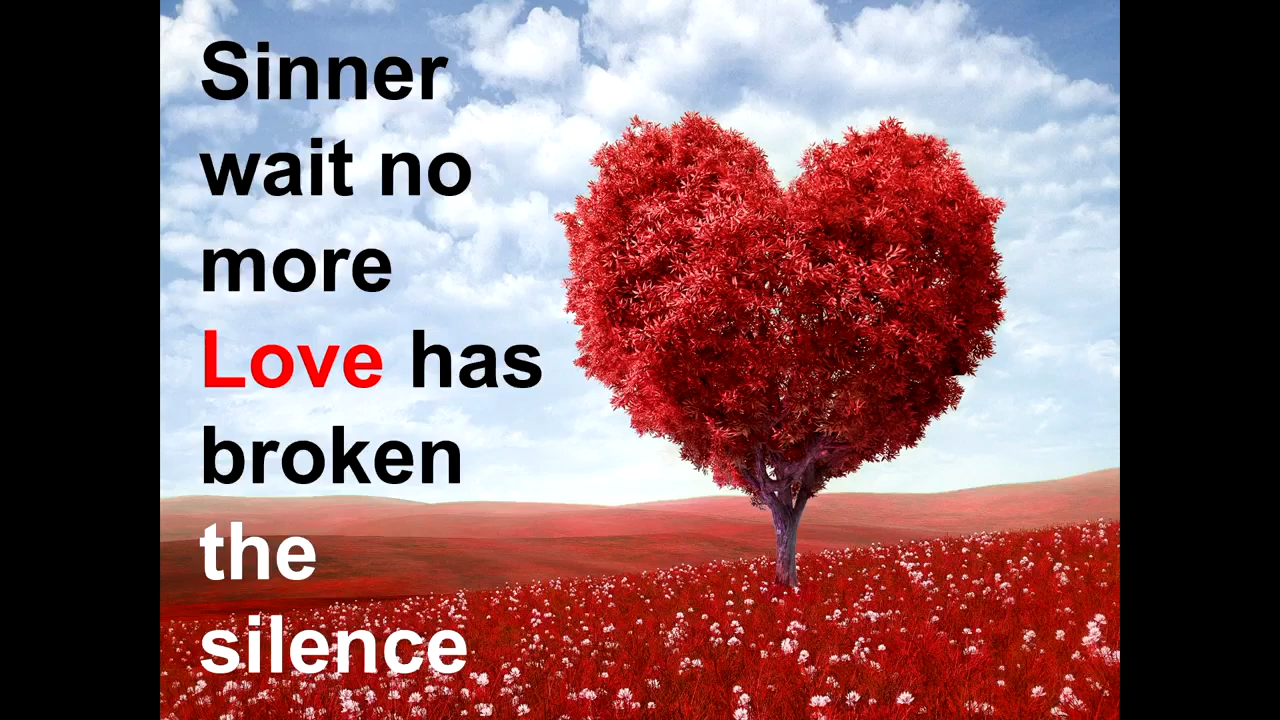 Sinner
wait no
more
Love has
broken
the
silence